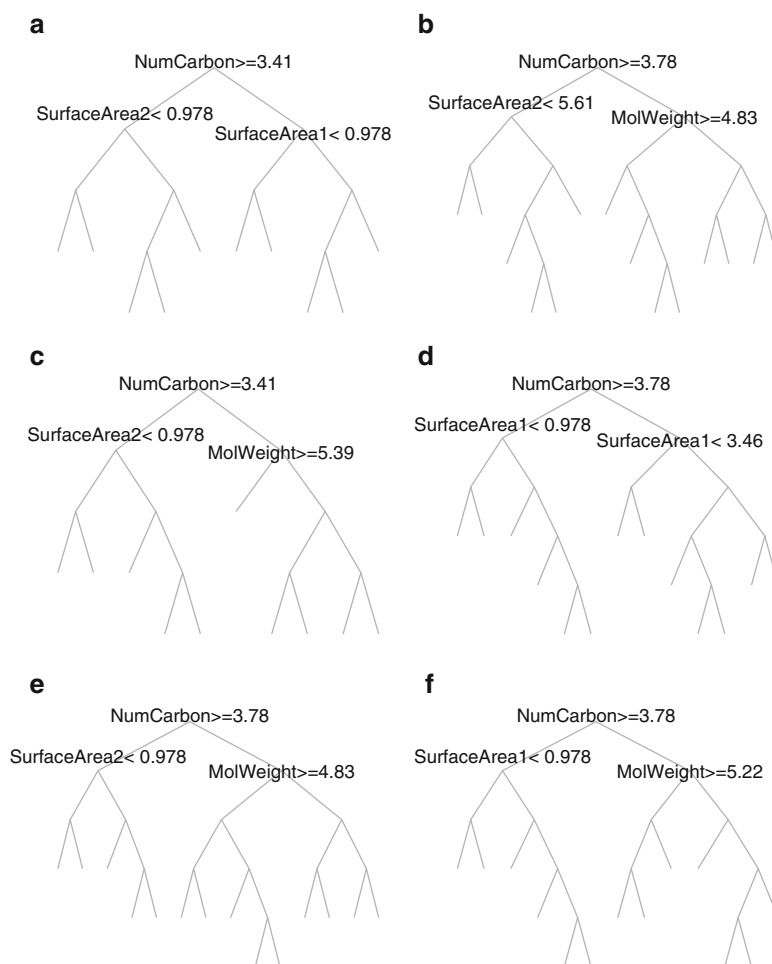 a
NumCarbon>=3.41
SurfaceArea2< 0.978
SurfaceArea1< 0.978
b
NumCarbon>=3.78
SurfaceArea2< 5.61
MolWeight>=4.83
c
NumCarbon>=3.41
SurfaceArea2< 0.978
MolWeight>=5.39
d
NumCarbon>=3.78
SurfaceArea1< 0.978
SurfaceArea1< 3.46
e
NumCarbon>=3.78
SurfaceArea2< 0.978
MolWeight>=4.83
f
NumCarbon>=3.78
SurfaceArea1< 0.978
MolWeight>=5.22